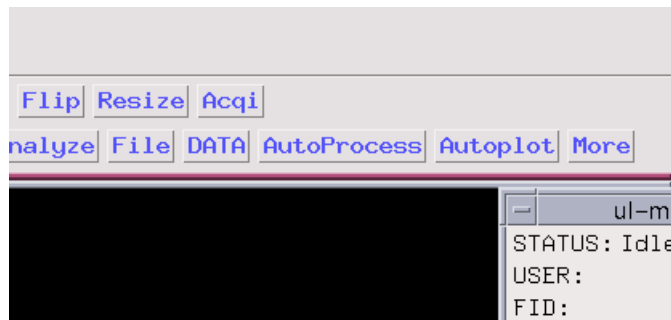 Flip Resize Acqi
nalyze File DATA AutoProcess Autoplot More
ul-m
STATUS: Idle
USER:
FID: